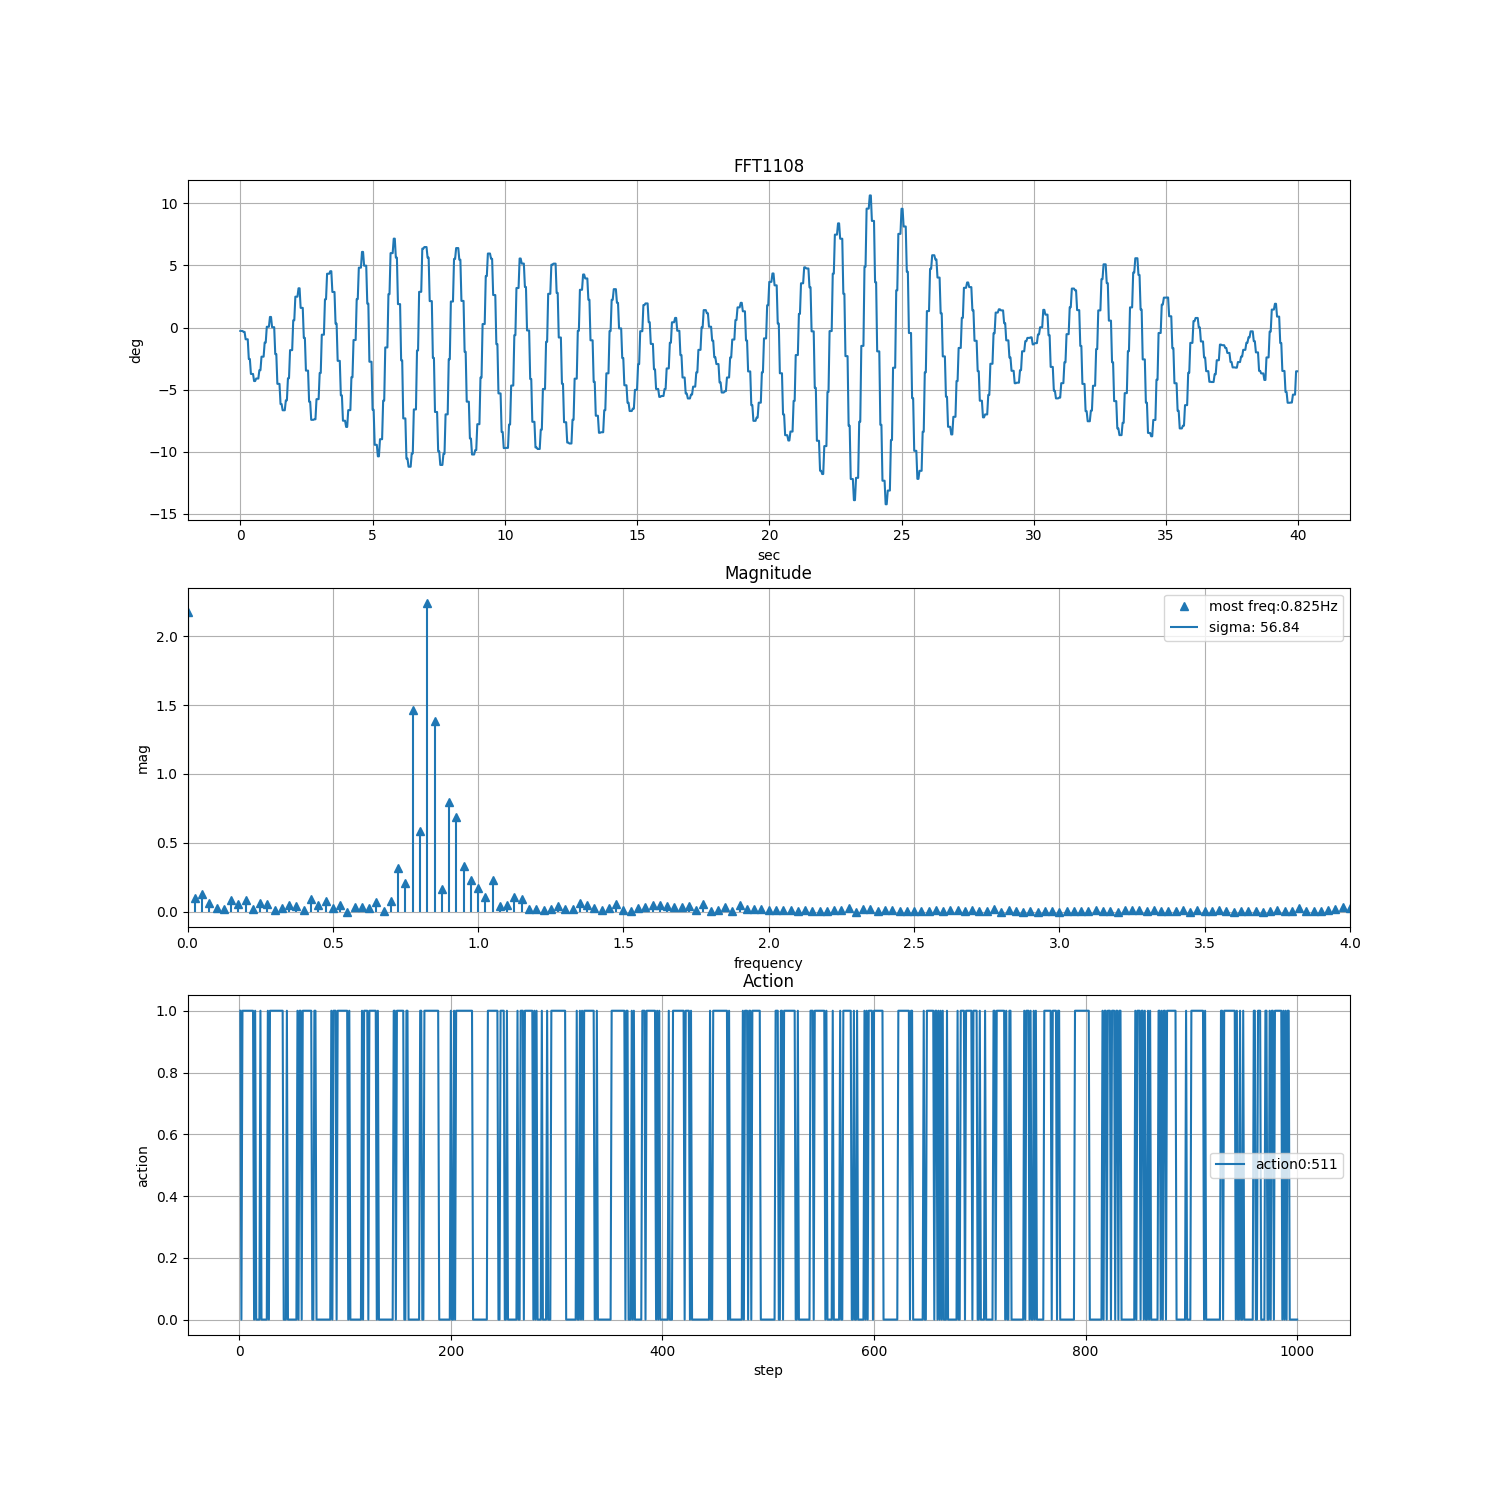 FFT1108
10
5
0
−5
−10
−15
deg
0 5 10 15 20 25 30 35 40
sec
Magnitude
most freq:0.825Hz
sigma: 56.84
2.0
1.5
1.0
0.5
0.0
mag
0.0 0.5 1.0 1.5 2.0 2.5 3.0 3.5 4.0
frequency
Action
1.0
0.8
0.6
0.4
0.2
0.0
action
action0:511
0 200 400 600 800 1000
step